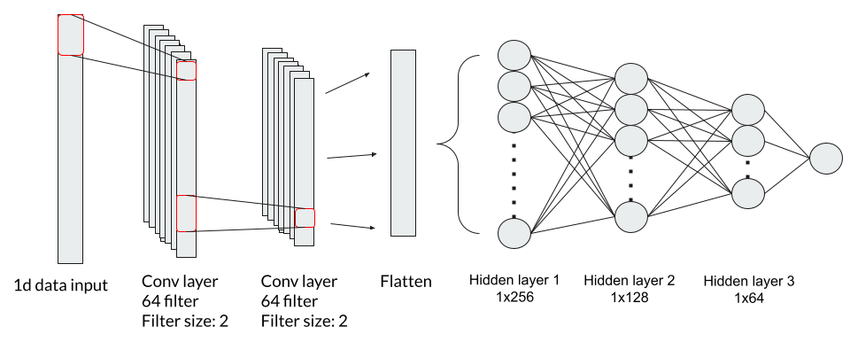 1d data input
Conv layer
64 filter
Filter size: 2
Conv layer
64 filter
Filter size: 2
Flatten
Hidden layer 1
1x256
Hidden layer 2
1x128
Hidden layer 3
1x64